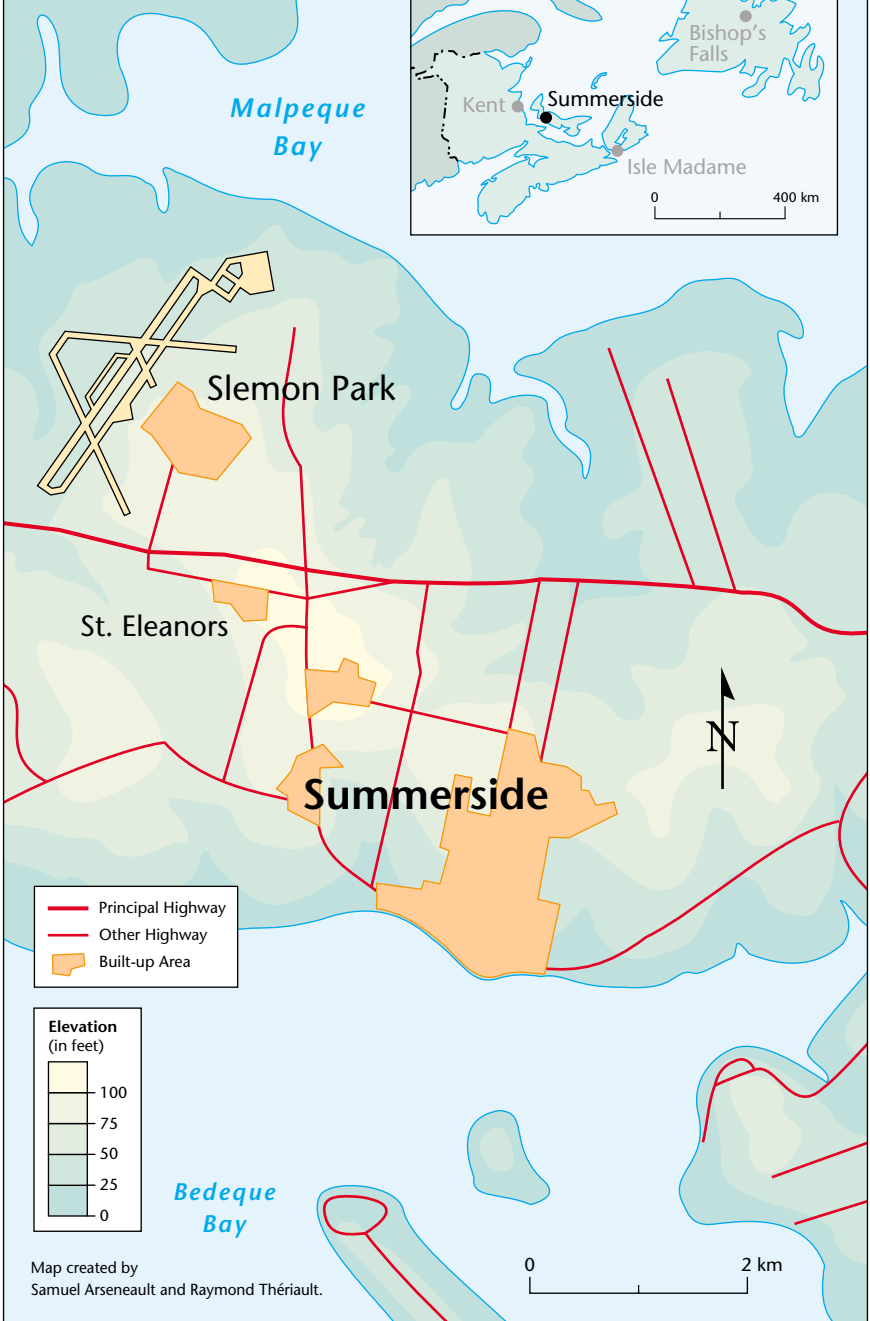 Malpeque
Bay
Bishop's
Falls
Kent
Summerside
Isle Madame
0 400 km
Slemon Park
St. Eleanors
N
Summerside
Principal Highway
Other Highway
Built-up Area
Elevation
(in feet)
100
75
50
25
0
Bedeque
Bay
0 2 km
Map created by
Samuel Arseneault and Raymond Thériault.